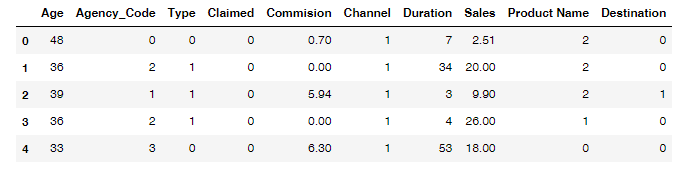 Age Agency_Code Type Claimed Commision Channel Duration Sales Product Name Destination
0 48 0 0 0 0.70 1 7 2.51 2 0
1 36 2 1 0 0.00 1 34 20.00 2 0
2 39 1 1 0 5.94 1 3 9.90 2 1
3 36 2 1 0 0.00 1 4 26.00 1 0
4 33 3 0 0 6.30 1 53 18.00 0 0